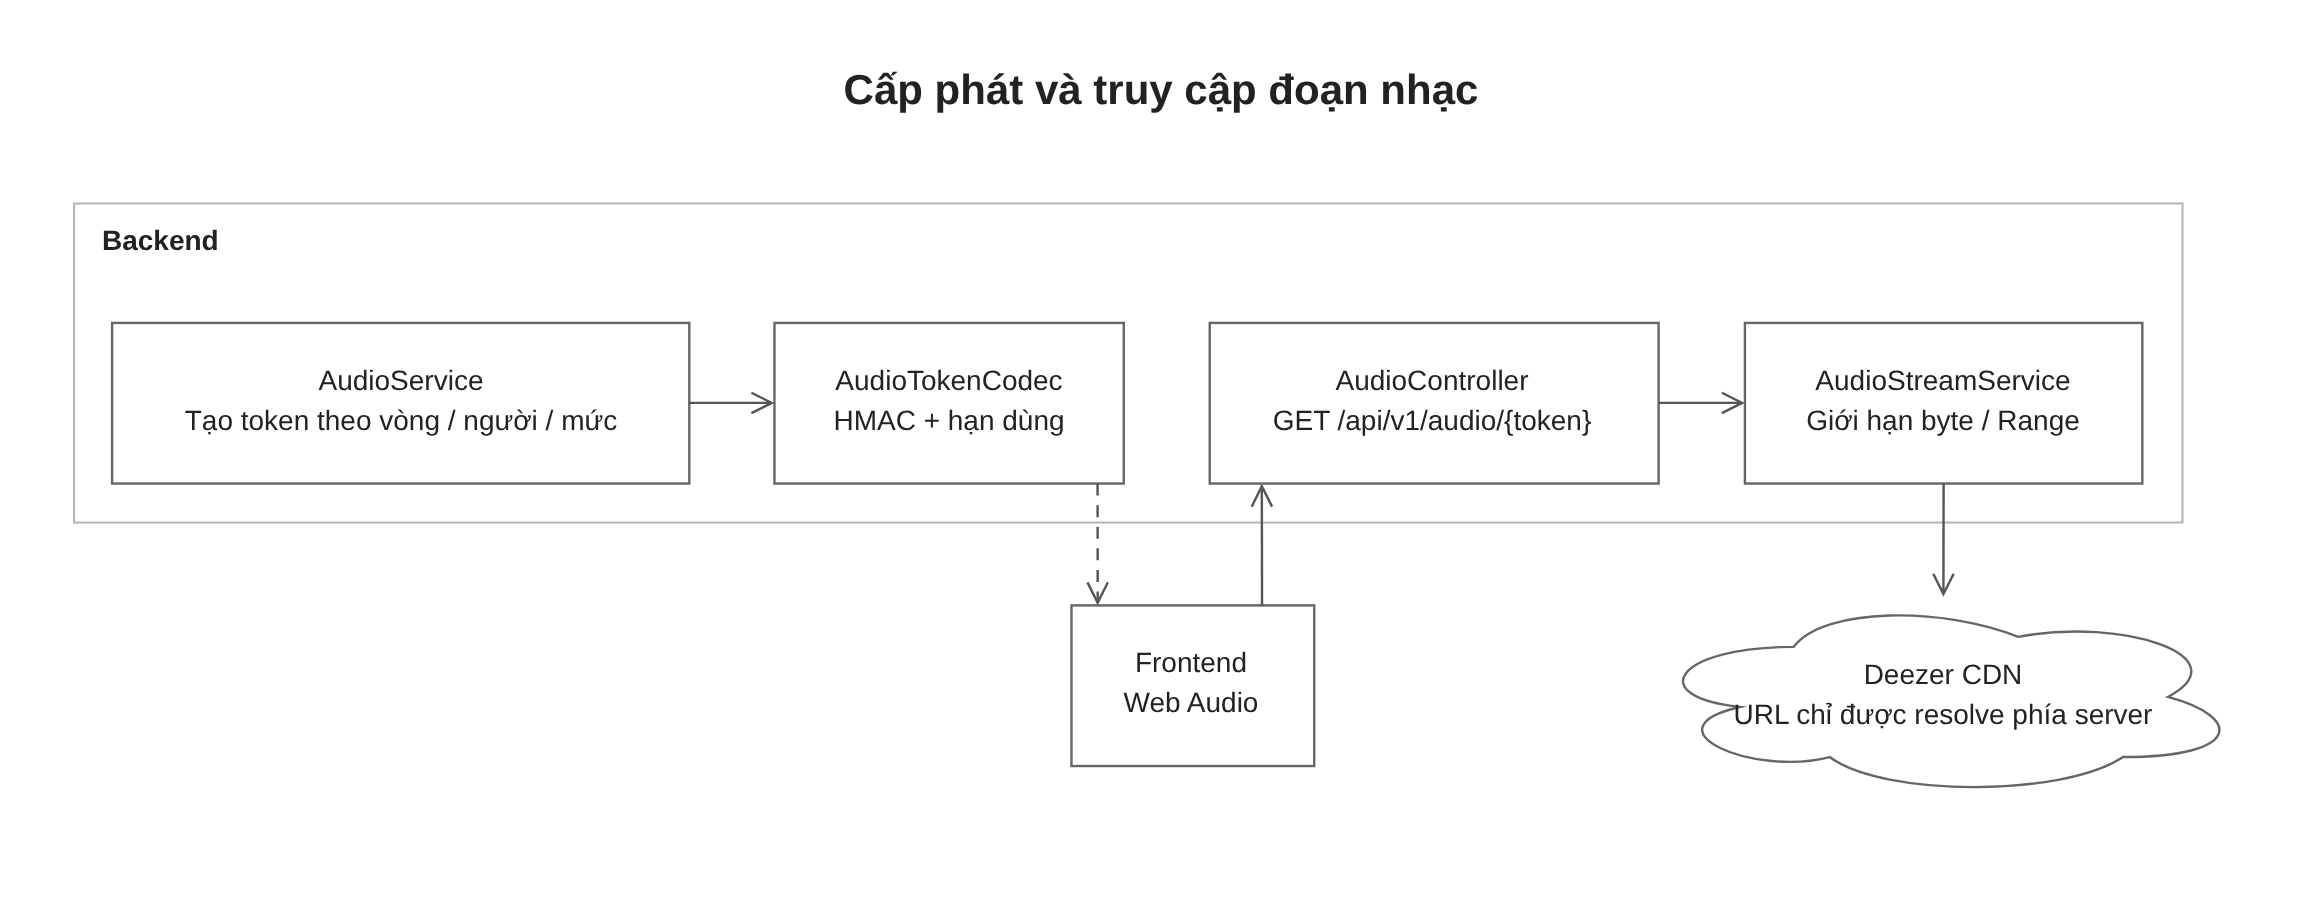 Cấp phát và truy cập đoạn nhạc
Backend
AudioService
Tạo token theo vòng / người / mức
AudioTokenCodec
HMAC + hạn dùng
AudioController
GET /api/v1/audio/{token}
AudioStreamService
Giới hạn byte / Range
Frontend
Web Audio
Deezer CDN
URL chỉ được resolve phía server